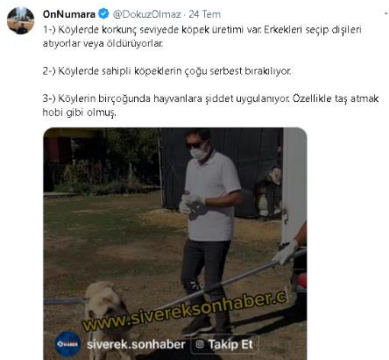 OnNumara @DokuzOlmaz · 24 Tem
1-) Köylerde korkunç seviyede köpek üretimi var. Erkekleri seçip dişileri
atıyorlar veya öldürüyorlar.
2-) Köylerde sahipli köpeklerin çoğu serbest bırakılıyor.
3-) Köylerin birçoğunda hayvanlara şiddet uygulanıyor. Özellikle taş atmak
hobi gibi olmuş.
www.sivereksonhaber.c
siverek.sonhaber Takip Et